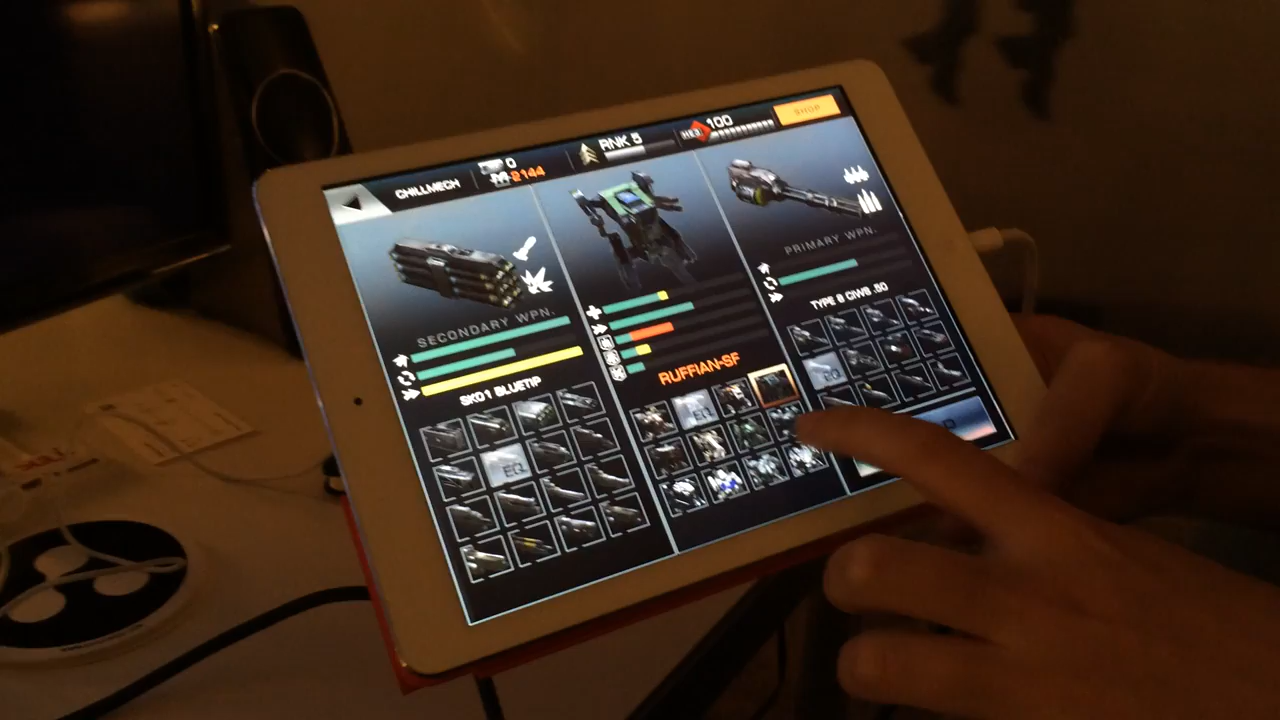 CHILLMECH
0
2144
RNK 5
100
SHOP
SECONDARY WPN.
SK01 BLUETIP
EQ
RUFFIAN-SF
EQ
PRIMARY WPN.
TYPE 8 CIWS .50
EQ